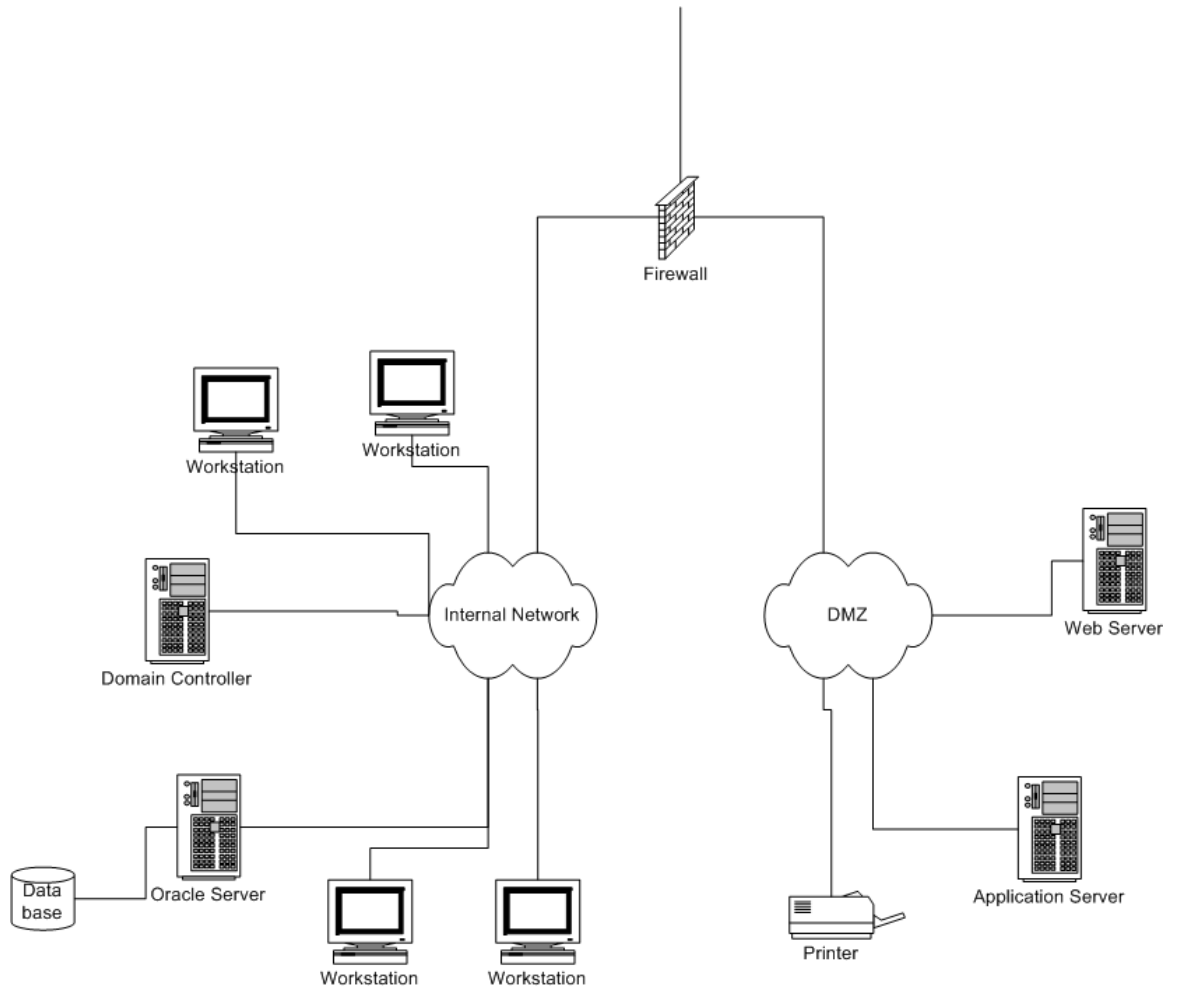 Firewall
Workstation
Workstation
Internal Network
DMZ
Web Server
Domain Controller
Data
base
Oracle Server
Application Server
Printer
Workstation
Workstation